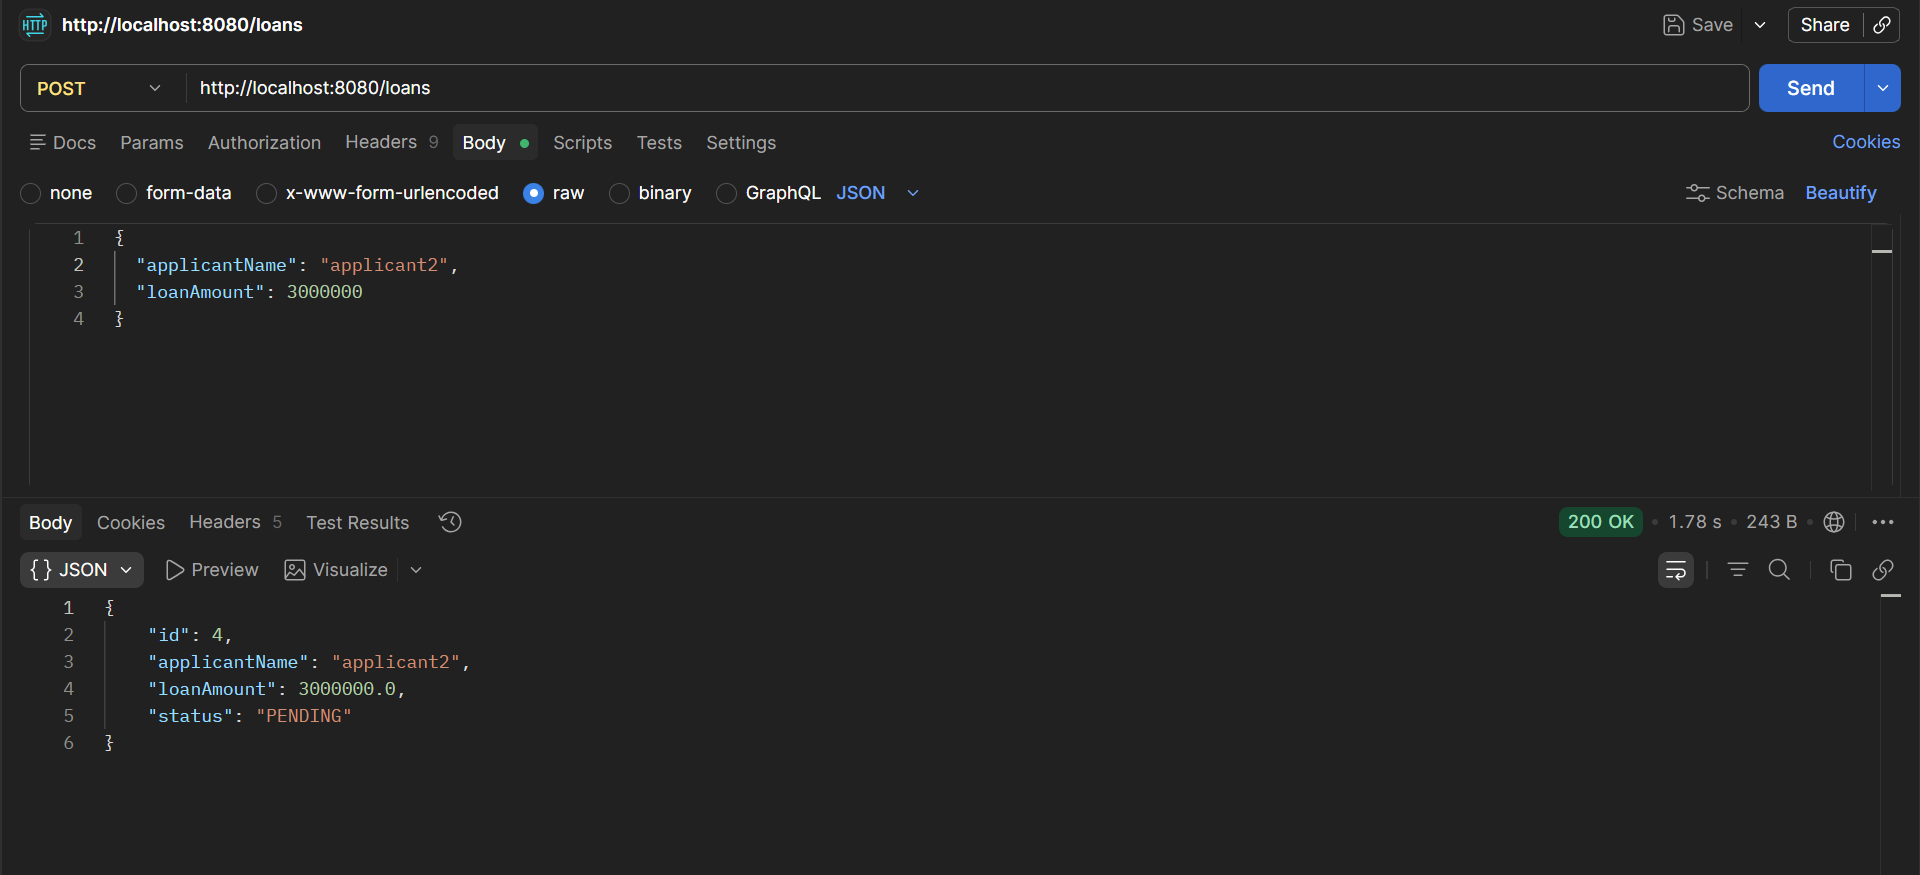 HTTP http://localhost:8080/loans Save Share
POST http://localhost:8080/loans Send
Docs Params Authorization Headers 9 Body Scripts Tests Settings Cookies
none form-data x-www-form-urlencoded raw binary GraphQL JSON Schema Beautify
1 {
2 "applicantName": "applicant2",
3 "loanAmount": 3000000
4 }
Body Cookies Headers 5 Test Results 200 OK • 1.78 s • 243 B •
{} JSON Preview Visualize
1 {
2 "id": 4,
3 "applicantName": "applicant2",
4 "loanAmount": 3000000.0,
5 "status": "PENDING"
6 }